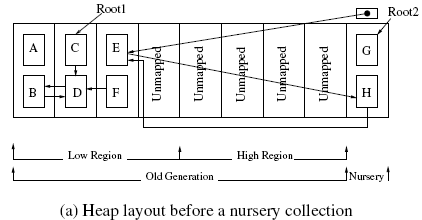 Root1
Root2
A C E G
B D F H
Unmapped
Unmapped
Unmapped
Unmapped
Unmapped
Low Region
High Region
Old Generation
Nursery
(a) Heap layout before a nursery collection